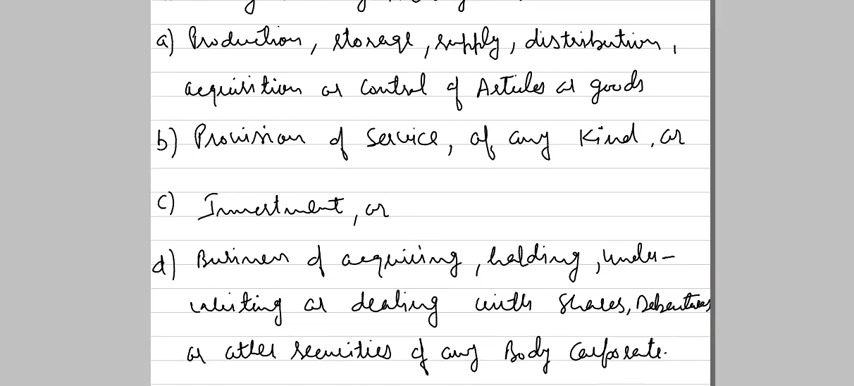 a) Production, storage, supply, distribution,
acquisition or Control of Articles or goods
b) Provision of Service, of any Kind, or
c) Investment, or
d) Business of acquiring, holding, under-
writing or dealing with Shares, Debentures
or other securities of any Body Corporate.